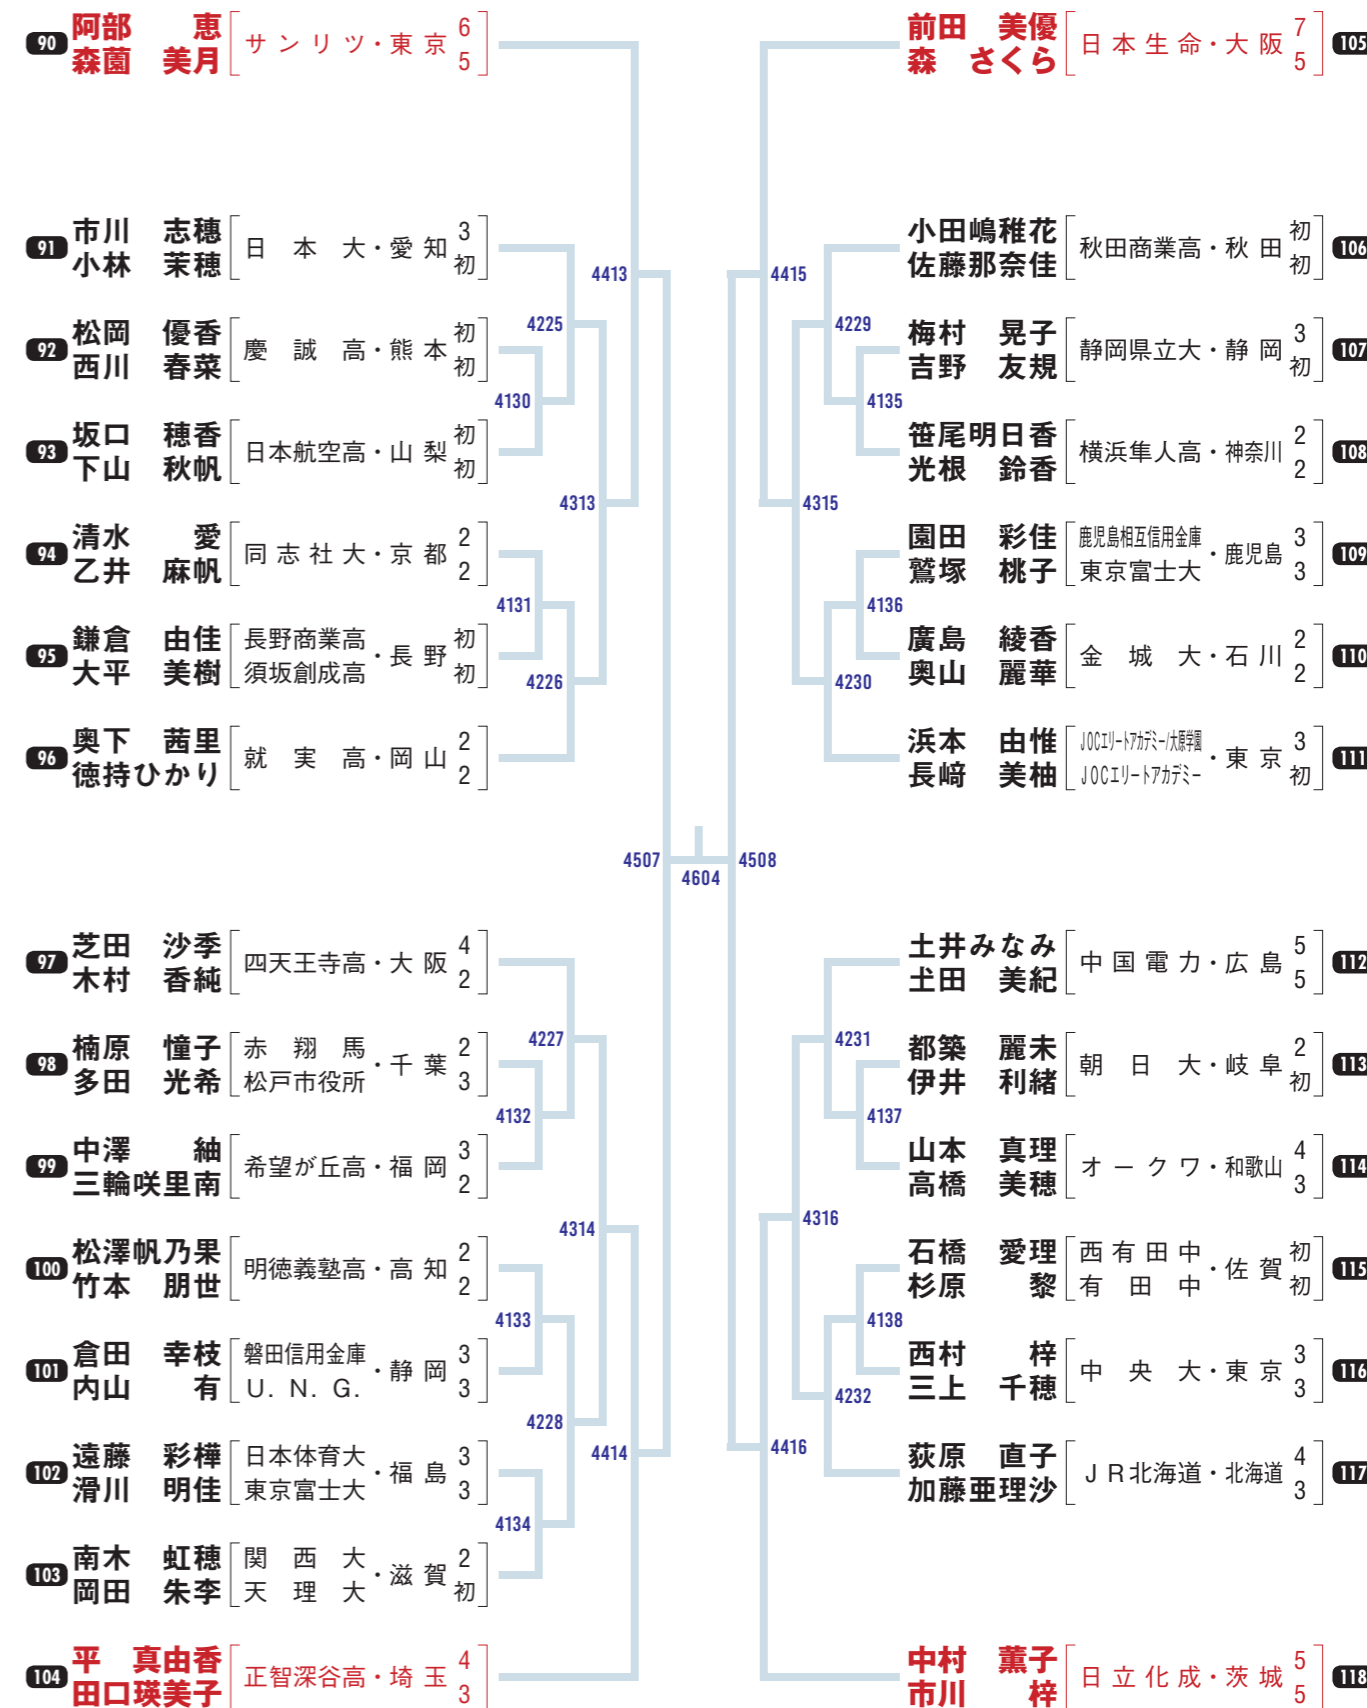 90 阿部 恵 森薗 美月 サンリツ・東京 6 5
91 市川 志穂 小林 茉穂 日本大・愛知 3 初
92 松岡 優香 西川 春菜 慶誠高・熊本 初 初
93 坂口 穂香 下山 秋帆 日本航空高・山梨 初 初
94 清水 愛 乙井 麻帆 同志社大・京都 2 2
95 鎌倉 由佳 大平 美樹 長野商業高 須坂創成高・長野 初 初
96 奥下 茜里 徳持ひかり 就実高・岡山 2 2
97 芝田 沙季 木村 香純 四天王寺高・大阪 4 2
98 楠原 憧子 多田 光希 赤翔馬 松戸市役所・千葉 2 3
99 中澤 紬 三輪咲里南 希望が丘高・福岡 3 2
100 松澤帆乃果 竹本 朋世 明徳義塾高・高知 2 2
101 倉田 幸枝 内山 有 磐田信用金庫 U．N．G．・静岡 3 3
102 遠藤 彩樺 滑川 明佳 日本体育大 東京富士大・福島 3 3
103 南木 虹穂 岡田 朱李 関西大 天理大・滋賀 2 初
104 平 真由香 田口瑛美子 正智深谷高・埼玉 4 3
4130
4131
4132
4133
4134
4225
4226
4227
4228
4313
4314
4413
4414
4507
4604
4508
4415
4416
4315
4316
4229
4230
4231
4232
4135
4136
4137
4138
前田 美優 森 さくら 日本生命・大阪 7 5 105
小田嶋稚花 佐藤那奈佳 秋田商業高・秋田 初 初 106
梅村 晃子 吉野 友規 静岡県立大・静岡 3 初 107
笹尾明日香 光根 鈴香 横浜隼人高・神奈川 2 2 108
園田 彩佳 鷲塚 桃子 鹿児島相互信用金庫 東京富士大・鹿児島 3 3 109
廣島 綾香 奥山 麗華 金城大・石川 2 2 110
浜本 由惟 長﨑 美柚 JOCエリートアカデミー/大原学園 JOCエリートアカデミー・東京 3 初 111
土井みなみ 土田 美紀 中国電力・広島 5 5 112
都築 麗未 伊井 利緒 朝日大・岐阜 2 初 113
山本 真理 高橋 美穂 オークワ・和歌山 4 3 114
石橋 愛理 杉原 黎 西有田中 有田中・佐賀 初 初 115
西村 梓 三上 千穂 中央大・東京 3 3 116
荻原 直子 加藤亜理沙 JR北海道・北海道 4 3 117
中村 薫子 市川 梓 日立化成・茨城 5 5 118